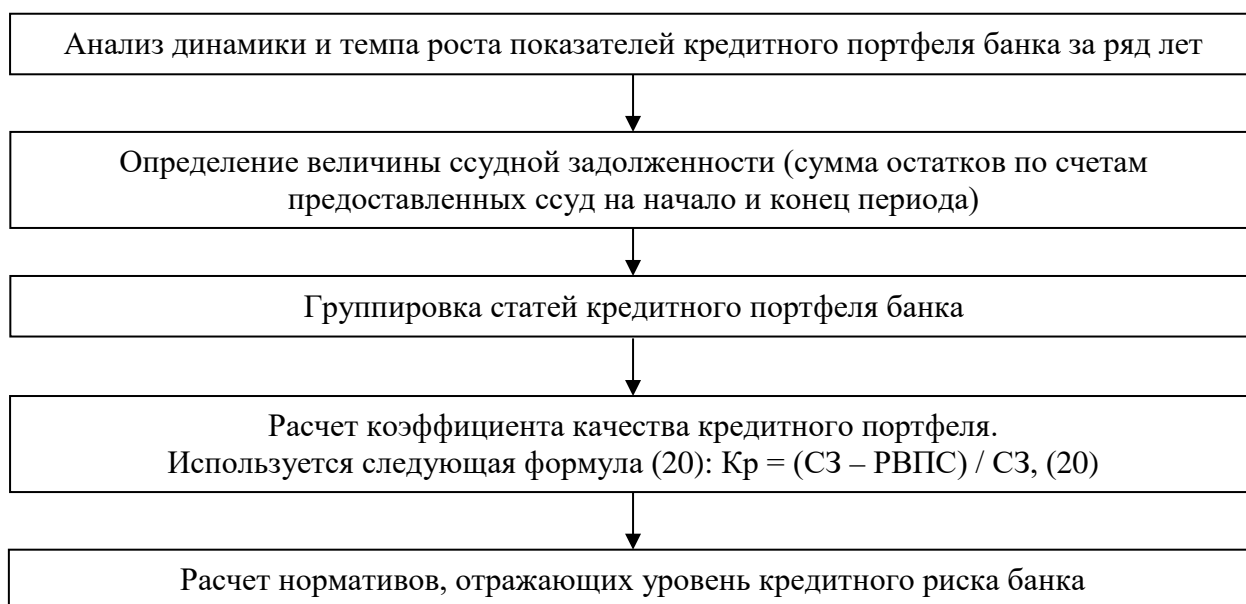 Анализ динамики и темпа роста показателей кредитного портфеля банка за ряд лет
Определение величины ссудной задолженности (сумма остатков по счетам
предоставленных ссуд на начало и конец периода)
Группировка статей кредитного портфеля банка
Расчет коэффициента качества кредитного портфеля.
Используется следующая формула (20): Кр = (СЗ – РВПС) / СЗ, (20)
Расчет нормативов, отражающих уровень кредитного риска банка